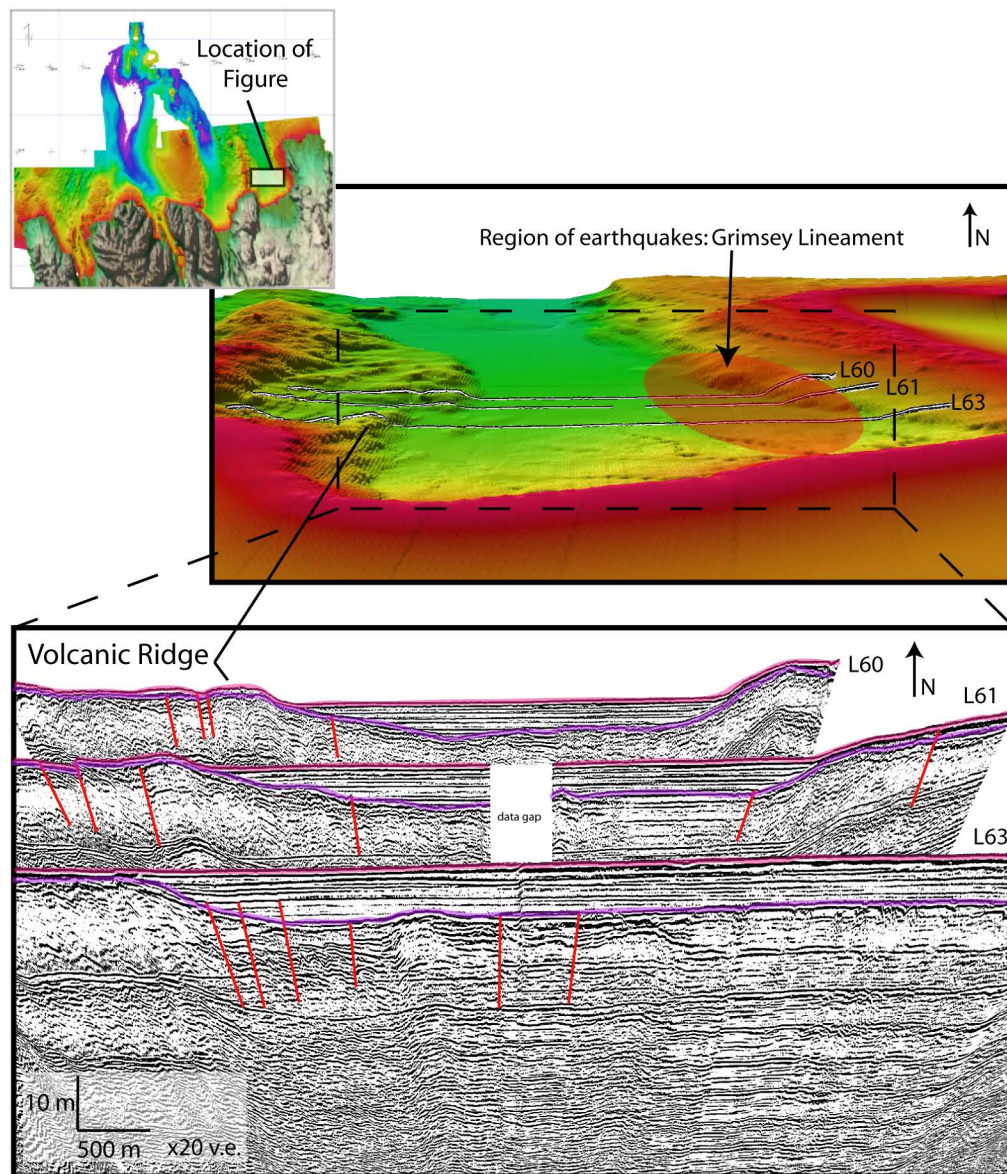 Location of
Figure
N
Region of earthquakes: Grimsey Lineament
L60
L61
L63
Volcanic Ridge
L60
N
L61
data gap
L63
10 m
500 m
x20 v.e.